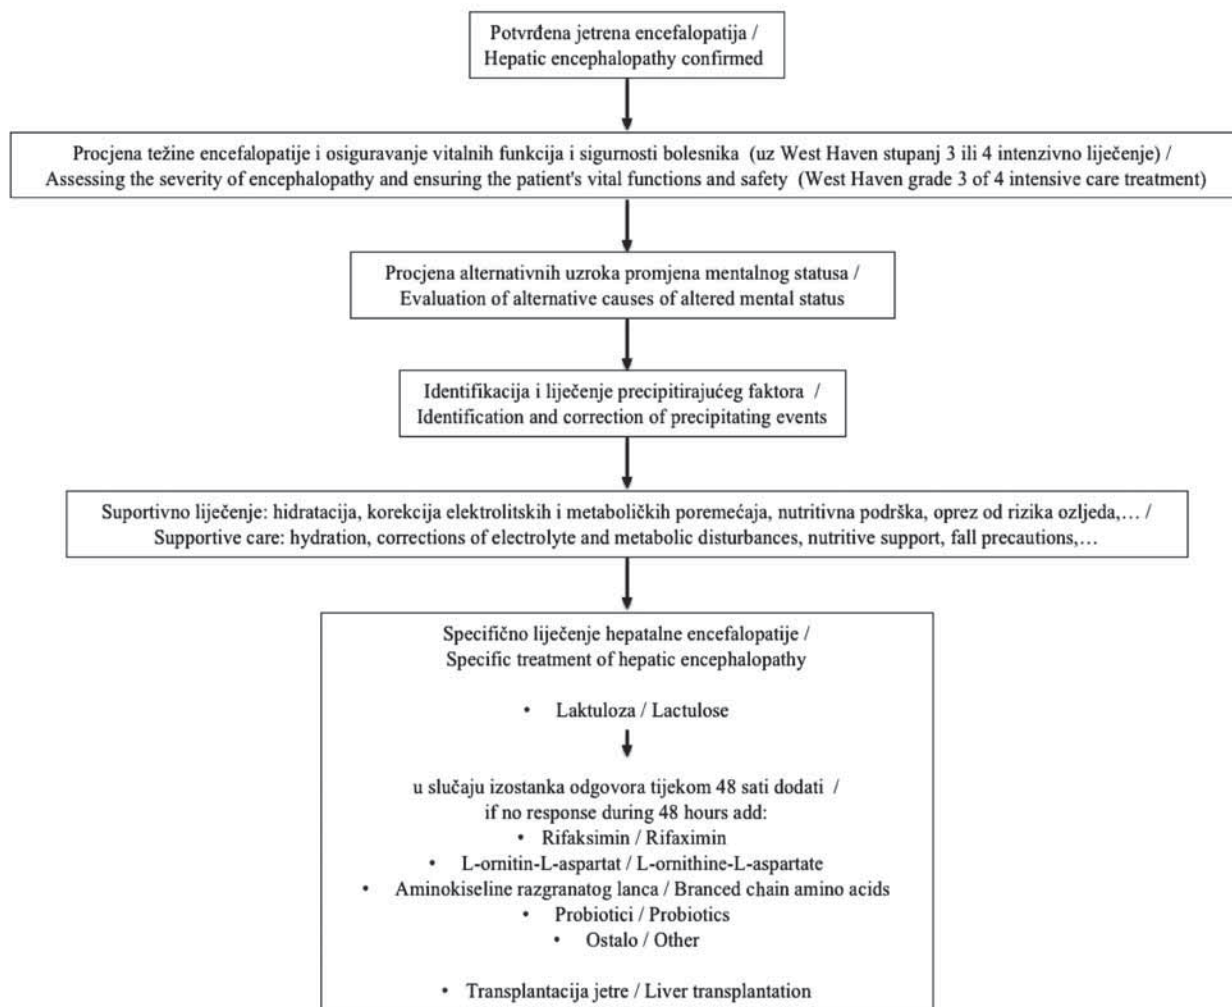 Potvrđena jetrena encefalopatija /
Hepatic encephalopathy confirmed
Procjena težine encefalopatije i osiguravanje vitalnih funkcija i sigurnosti bolesnika (uz West Haven stupanj 3 ili 4 intenzivno liječenje) /
Assessing the severity of encephalopathy and ensuring the patient's vital functions and safety (West Haven grade 3 of 4 intensive care treatment)
Procjena alternativnih uzroka promjena mentalnog statusa /
Evaluation of alternative causes of altered mental status
Identifikacija i liječenje precipitirajućeg faktora /
Identification and correction of precipitating events
Suportivno liječenje: hidratacija, korekcija elektrolitskih i metaboličkih poremećaja, nutritivna podrška, oprez od rizika ozljeda,… /
Supportive care: hydration, corrections of electrolyte and metabolic disturbances, nutritive support, fall precautions,…
Specifično liječenje hepatalne encefalopatije /
Specific treatment of hepatic encephalopathy
• Laktuloza / Lactulose
u slučaju izostanka odgovora tijekom 48 sati dodati /
if no response during 48 hours add:
• Rifaksimin / Rifaximin
• L-ornitin-L-aspartat / L-ornithine-L-aspartate
• Aminokiseline razgranatog lanca / Branced chain amino acids
• Probiotici / Probiotics
• Ostalo / Other
• Transplantacija jetre / Liver transplantation